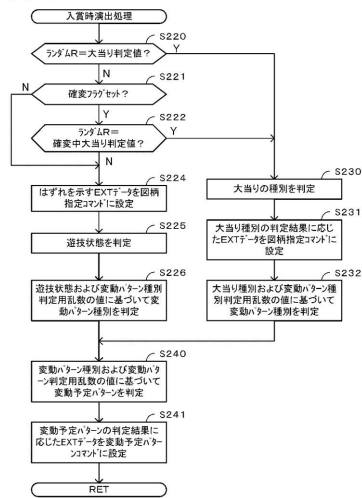 入賞時演出処理
S220
ランダムR=大当り判定値？
Y
N
S221
確変フラグセット？
N
Y
S222
ランダムR=
確変中大当り判定値？
Y
N
S224
はずれを示すEXTデータを図柄
指定コマンドに設定
S225
遊技状態を判定
S226
遊技状態および変動パターン種別
判定用乱数の値に基づいて変
動パターン種別を判定
S230
大当りの種別を判定
S231
大当り種別の判定結果に応じ
たEXTデータを図柄指定コマンドに
設定
S232
大当り種別および変動パターン種
別判定用乱数の値に基づいて
変動パターン種別を判定
S240
変動パターン種別および変動パタ
ーン判定用乱数の値に基づいて
変動予定パターンを判定
S241
変動予定パターンの判定結果に
応じたEXTデータを変動予定パター
ンコマンドに設定
RET